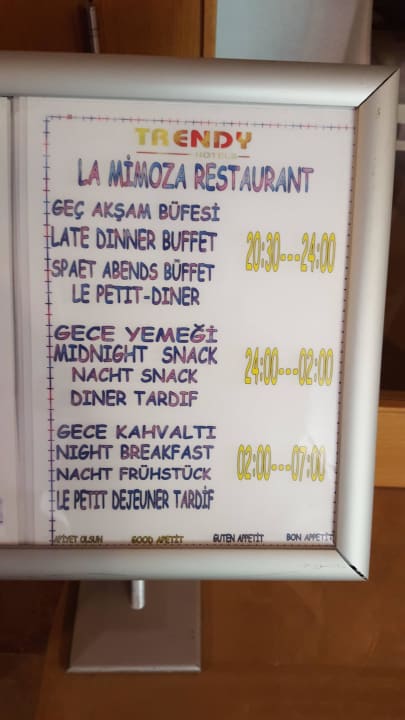 TRENDY
HOTELS
LA MİMOZA RESTAURANT
GEÇ AKŞAM BÜFESİ
LATE DINNER BUFFET 20:30---24:00
SPAET ABENDS BÜFFET
LE PETIT-DINER
GECE YEMEĞİ
MIDNIGHT SNACK 24:00---02:00
NACHT SNACK
DINER TARDIF
GECE KAHVALTI
NIGHT BREAKFAST 02:00---07:00
NACHT FRÜHSTÜCK
LE PETIT DEJEUNER TARDİF
AFİYET OLSUN GOOD APETİT GUTEN APPETİT BON APPETİT